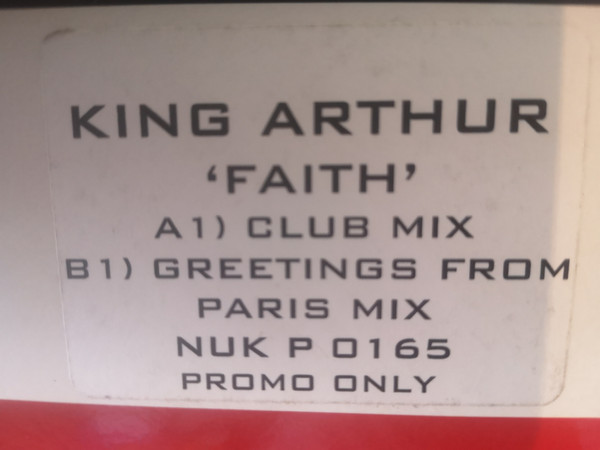 KING ARTHUR
‘FAITH’
A1) CLUB MIX
B1) GREETINGS FROM
PARIS MIX
NUK P 0165
PROMO ONLY